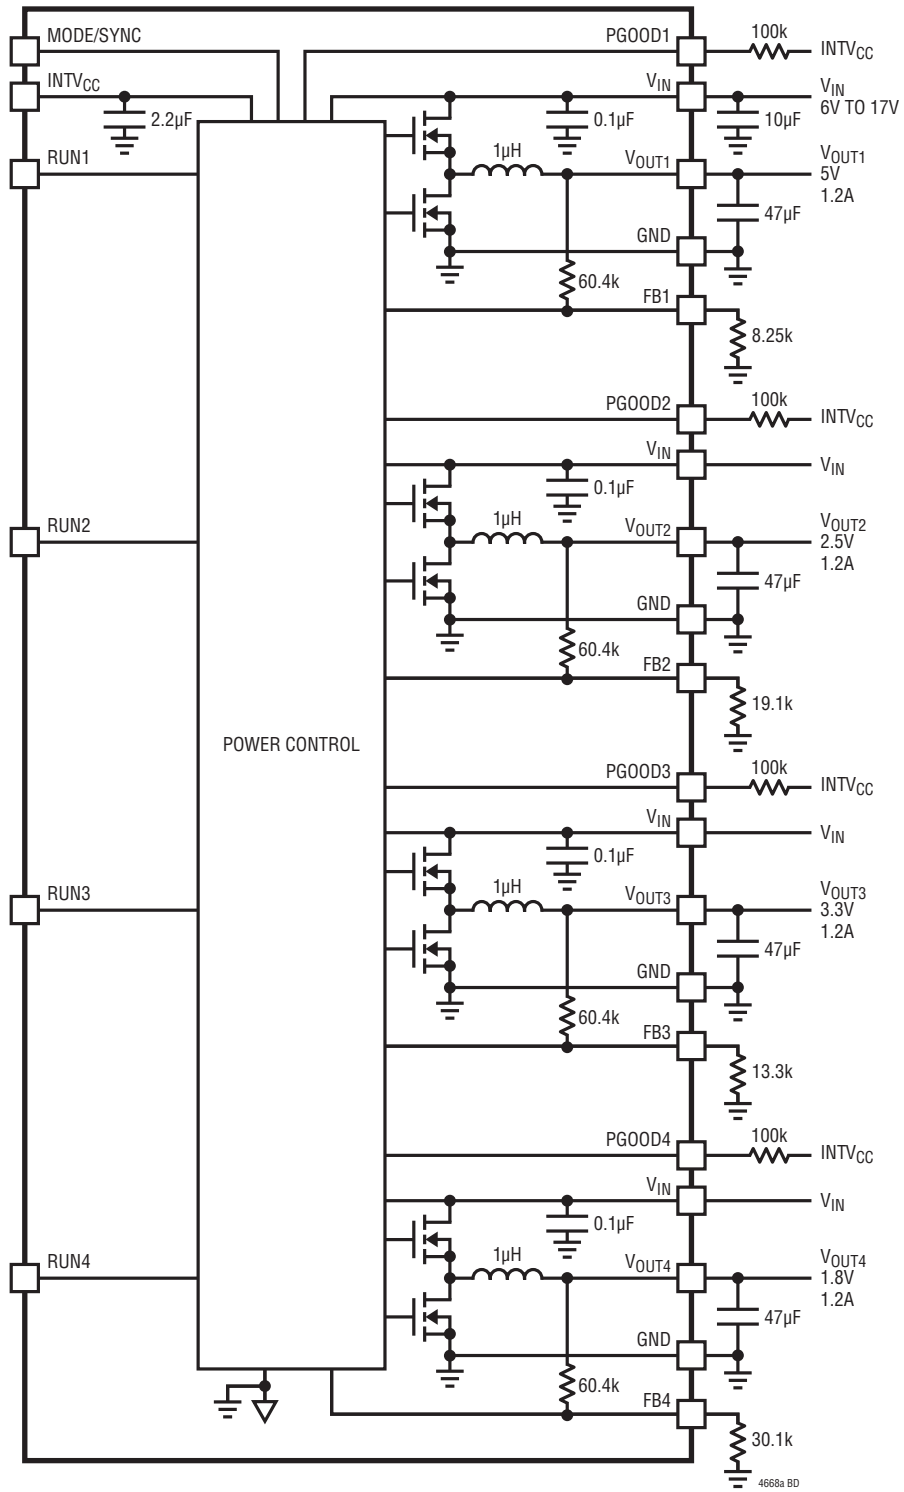 MODE/SYNC
PGOOD1
100k
INTVCC
INTVCC
2.2µF
VIN
0.1µF
10µF
VIN
6V TO 17V
RUN1
1µH
VOUT1
VOUT1
5V
1.2A
47µF
GND
60.4k
FB1
8.25k
PGOOD2
100k
INTVCC
VIN
VIN
0.1µF
RUN2
1µH
VOUT2
VOUT2
2.5V
1.2A
47µF
GND
60.4k
FB2
19.1k
POWER CONTROL
PGOOD3
100k
INTVCC
VIN
VIN
0.1µF
RUN3
1µH
VOUT3
VOUT3
3.3V
1.2A
47µF
GND
60.4k
FB3
13.3k
PGOOD4
100k
INTVCC
VIN
VIN
0.1µF
RUN4
1µH
VOUT4
VOUT4
1.8V
1.2A
47µF
GND
60.4k
FB4
30.1k
4668a BD